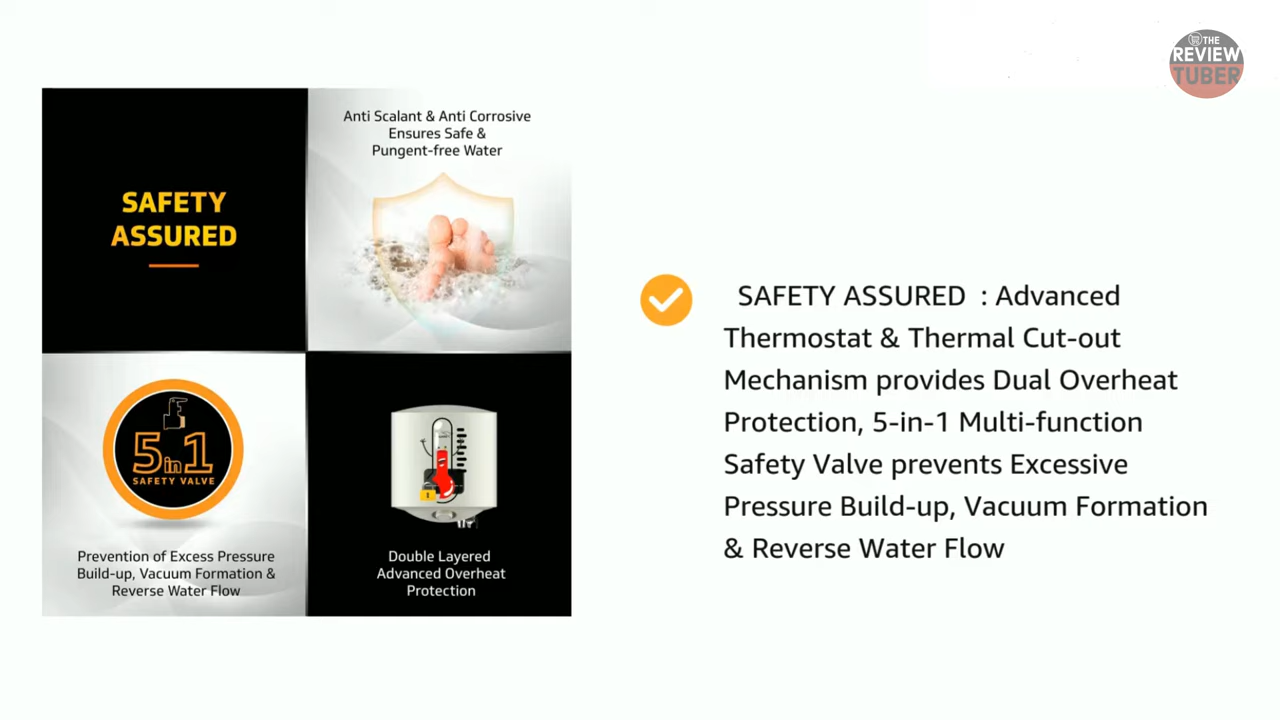 THE
REVIEW
TUBER
SAFETY
ASSURED
Anti Scalant & Anti Corrosive
Ensures Safe &
Pungent-free Water
5in1
SAFETY VALVE
Prevention of Excess Pressure
Build-up, Vacuum Formation &
Reverse Water Flow
Double Layered
Advanced Overheat
Protection
SAFETY ASSURED : Advanced
Thermostat & Thermal Cut-out
Mechanism provides Dual Overheat
Protection, 5-in-1 Multi-function
Safety Valve prevents Excessive
Pressure Build-up, Vacuum Formation
& Reverse Water Flow